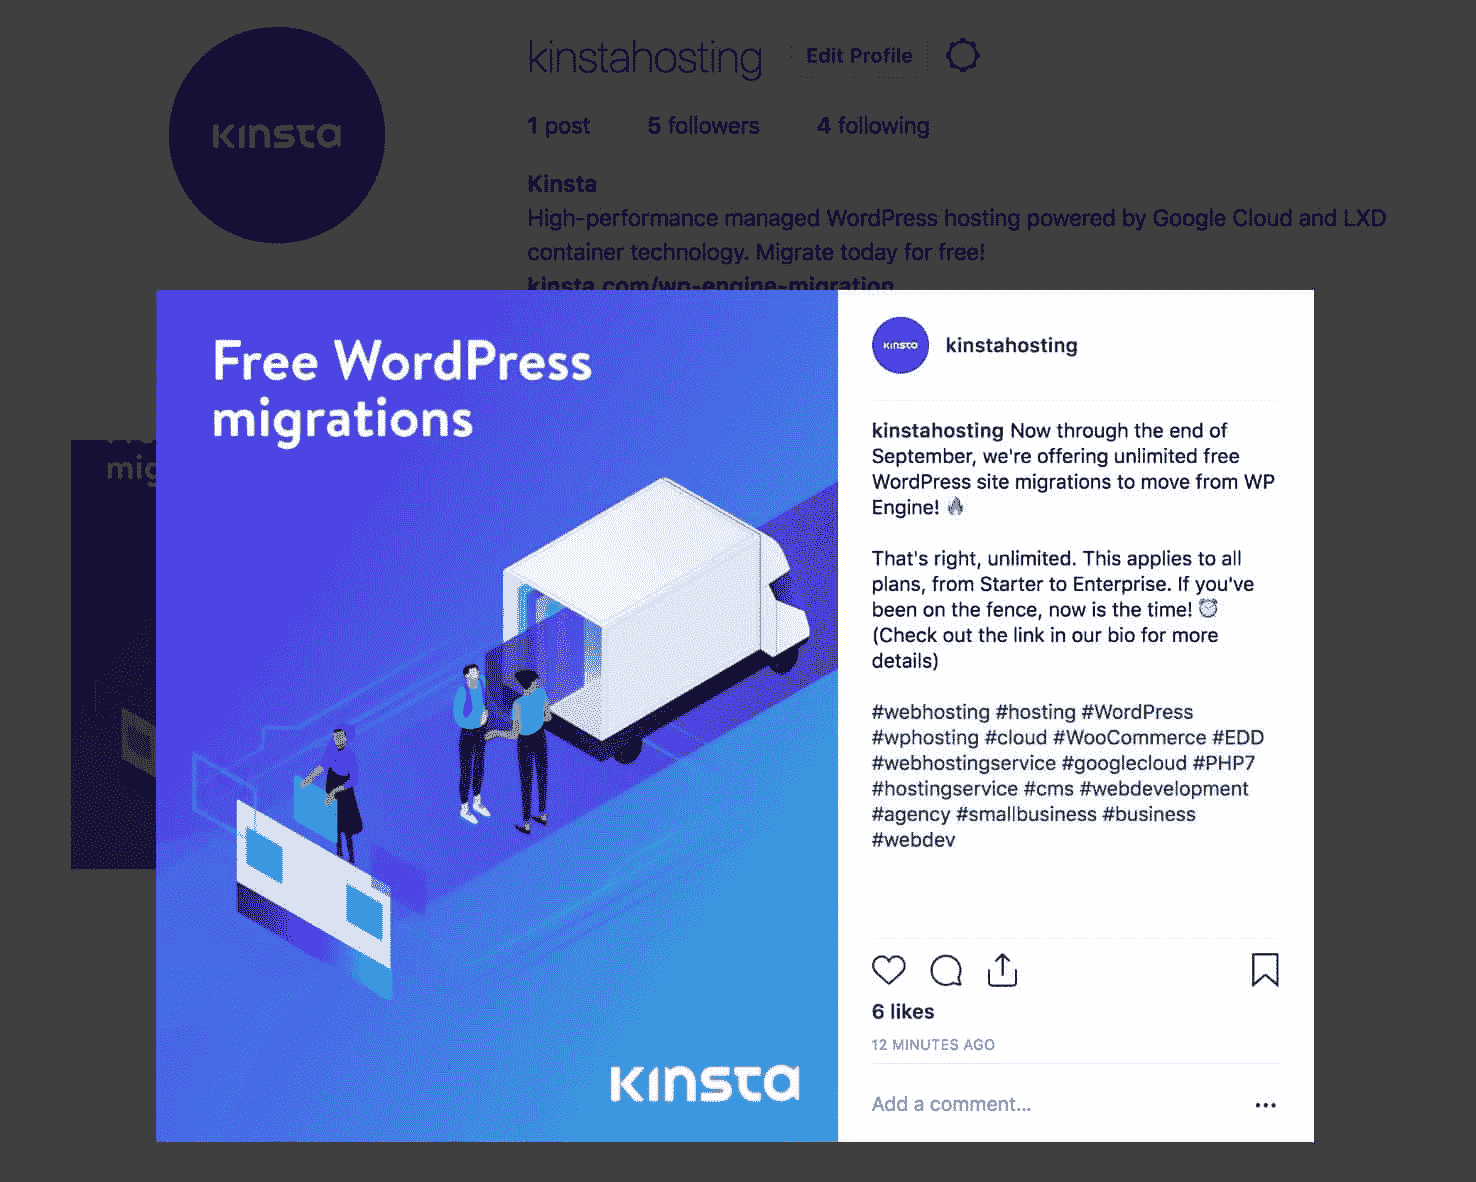 KINSTA
kinstahosting Edit Profile
1 post 5 followers 4 following
Kinsta
High-performance managed WordPress hosting powered by Google Cloud and LXD
container technology. Migrate today for free!
kinsta.com/wp-engine-migration
mig
Free WordPress
migrations
KINSTA
KINSTA
kinstahosting
kinstahosting Now through the end of
September, we're offering unlimited free
WordPress site migrations to move from WP
Engine! 🔥
That's right, unlimited. This applies to all
plans, from Starter to Enterprise. If you've
been on the fence, now is the time! ⏰
(Check out the link in our bio for more
details)
#webhosting #hosting #WordPress
#wphosting #cloud #WooCommerce #EDD
#webhostingservice #googlecloud #PHP7
#hostingservice #cms #webdevelopment
#agency #smallbusiness #business
#webdev
6 likes
12 MINUTES AGO
Add a comment...